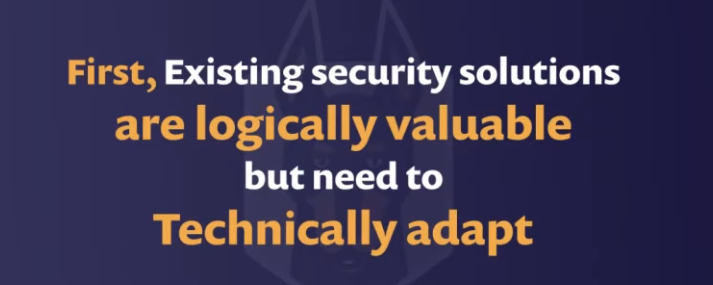 First, Existing security solutions
are logically valuable
but need to
Technically adapt